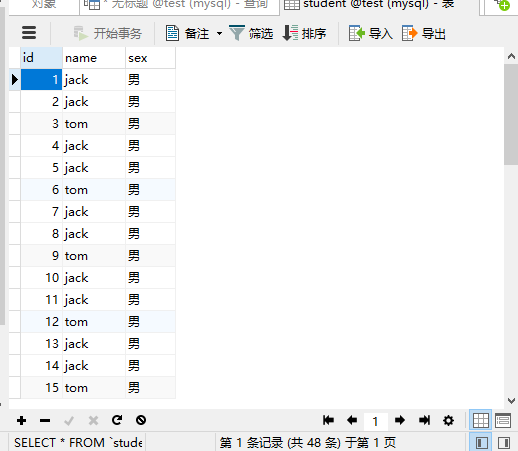 对象 * 无标题 @test (mysql) - 查询 student @test (mysql) - 表
开始事务 备注 筛选 排序 导入 导出
id name sex
1 jack 男
2 jack 男
3 tom 男
4 jack 男
5 jack 男
6 tom 男
7 jack 男
8 jack 男
9 tom 男
10 jack 男
11 jack 男
12 tom 男
13 jack 男
14 jack 男
15 tom 男
1
SELECT * FROM `stude 第 1 条记录 (共 48 条) 于第 1 页